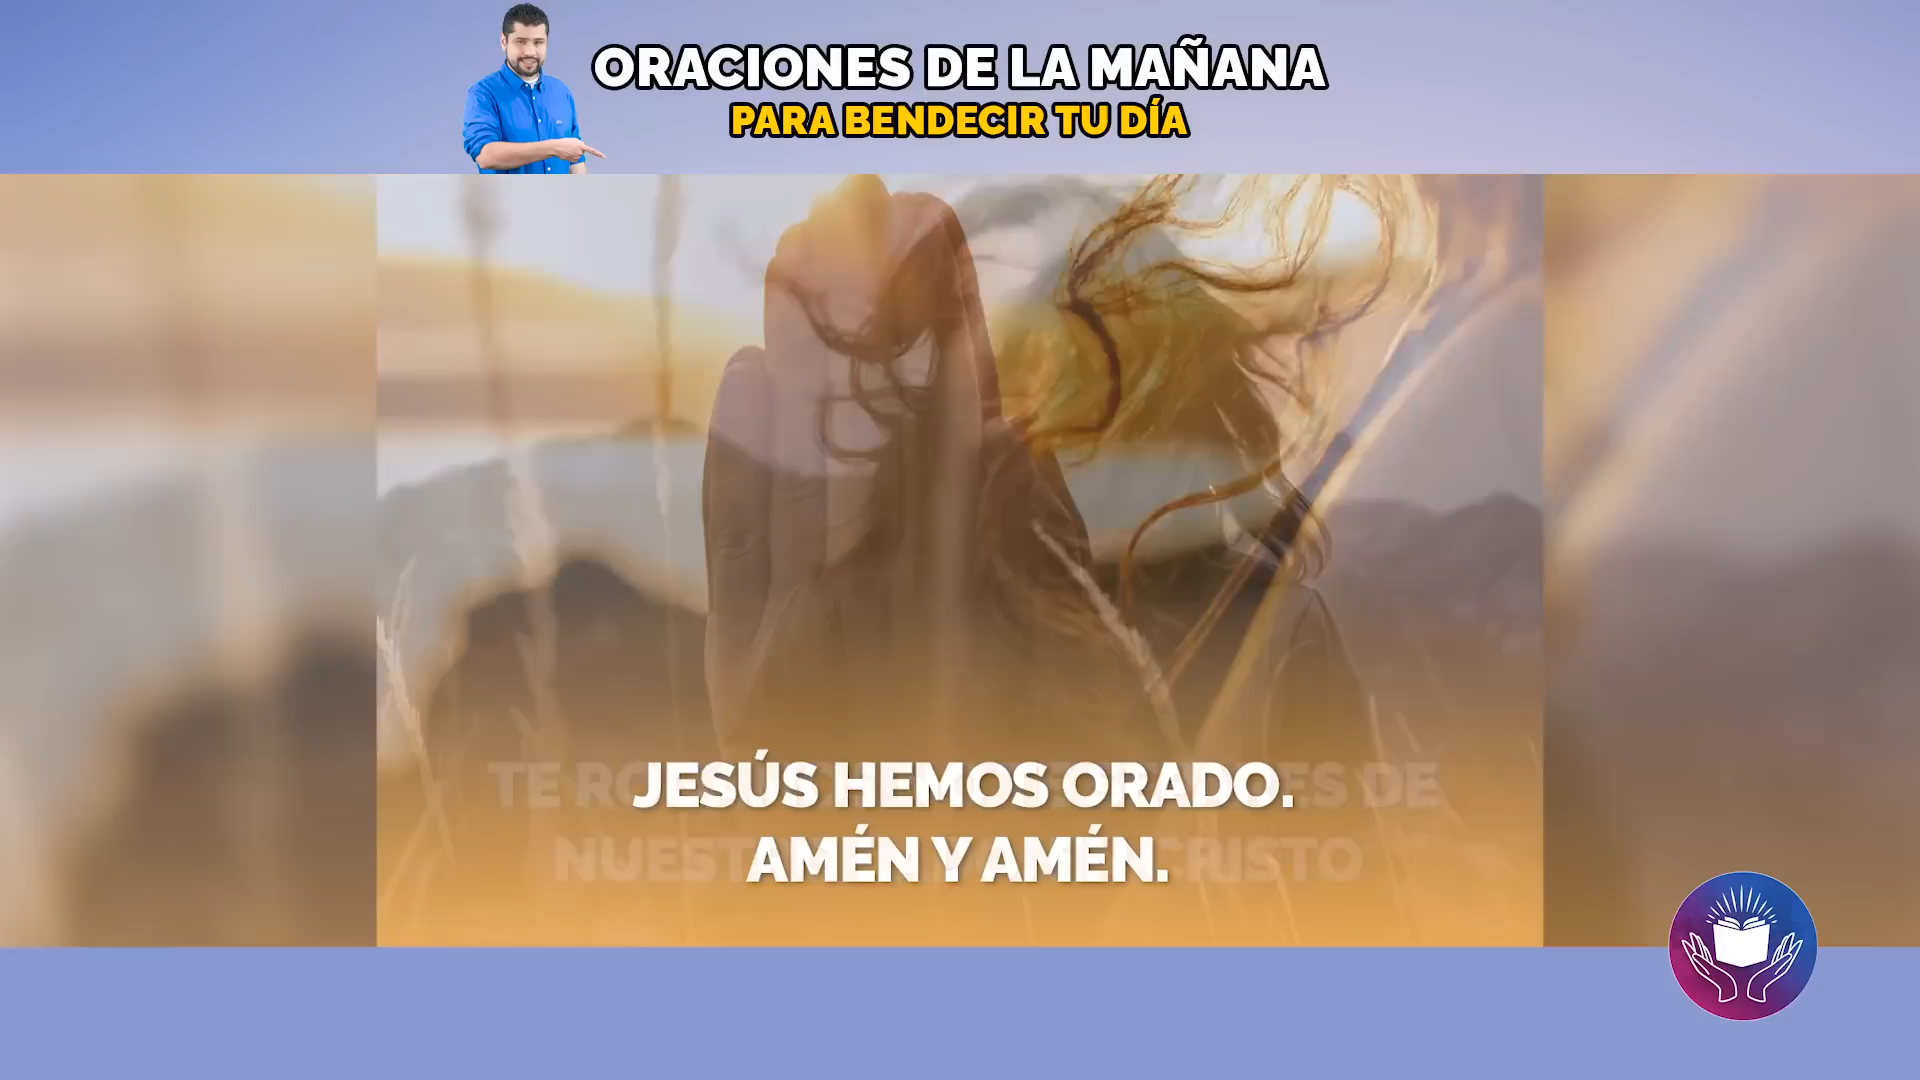 ORACIONES DE LA MAÑANA
PARA BENDECIR TU DÍA
JESÚS HEMOS ORADO.
AMÉN Y AMÉN.